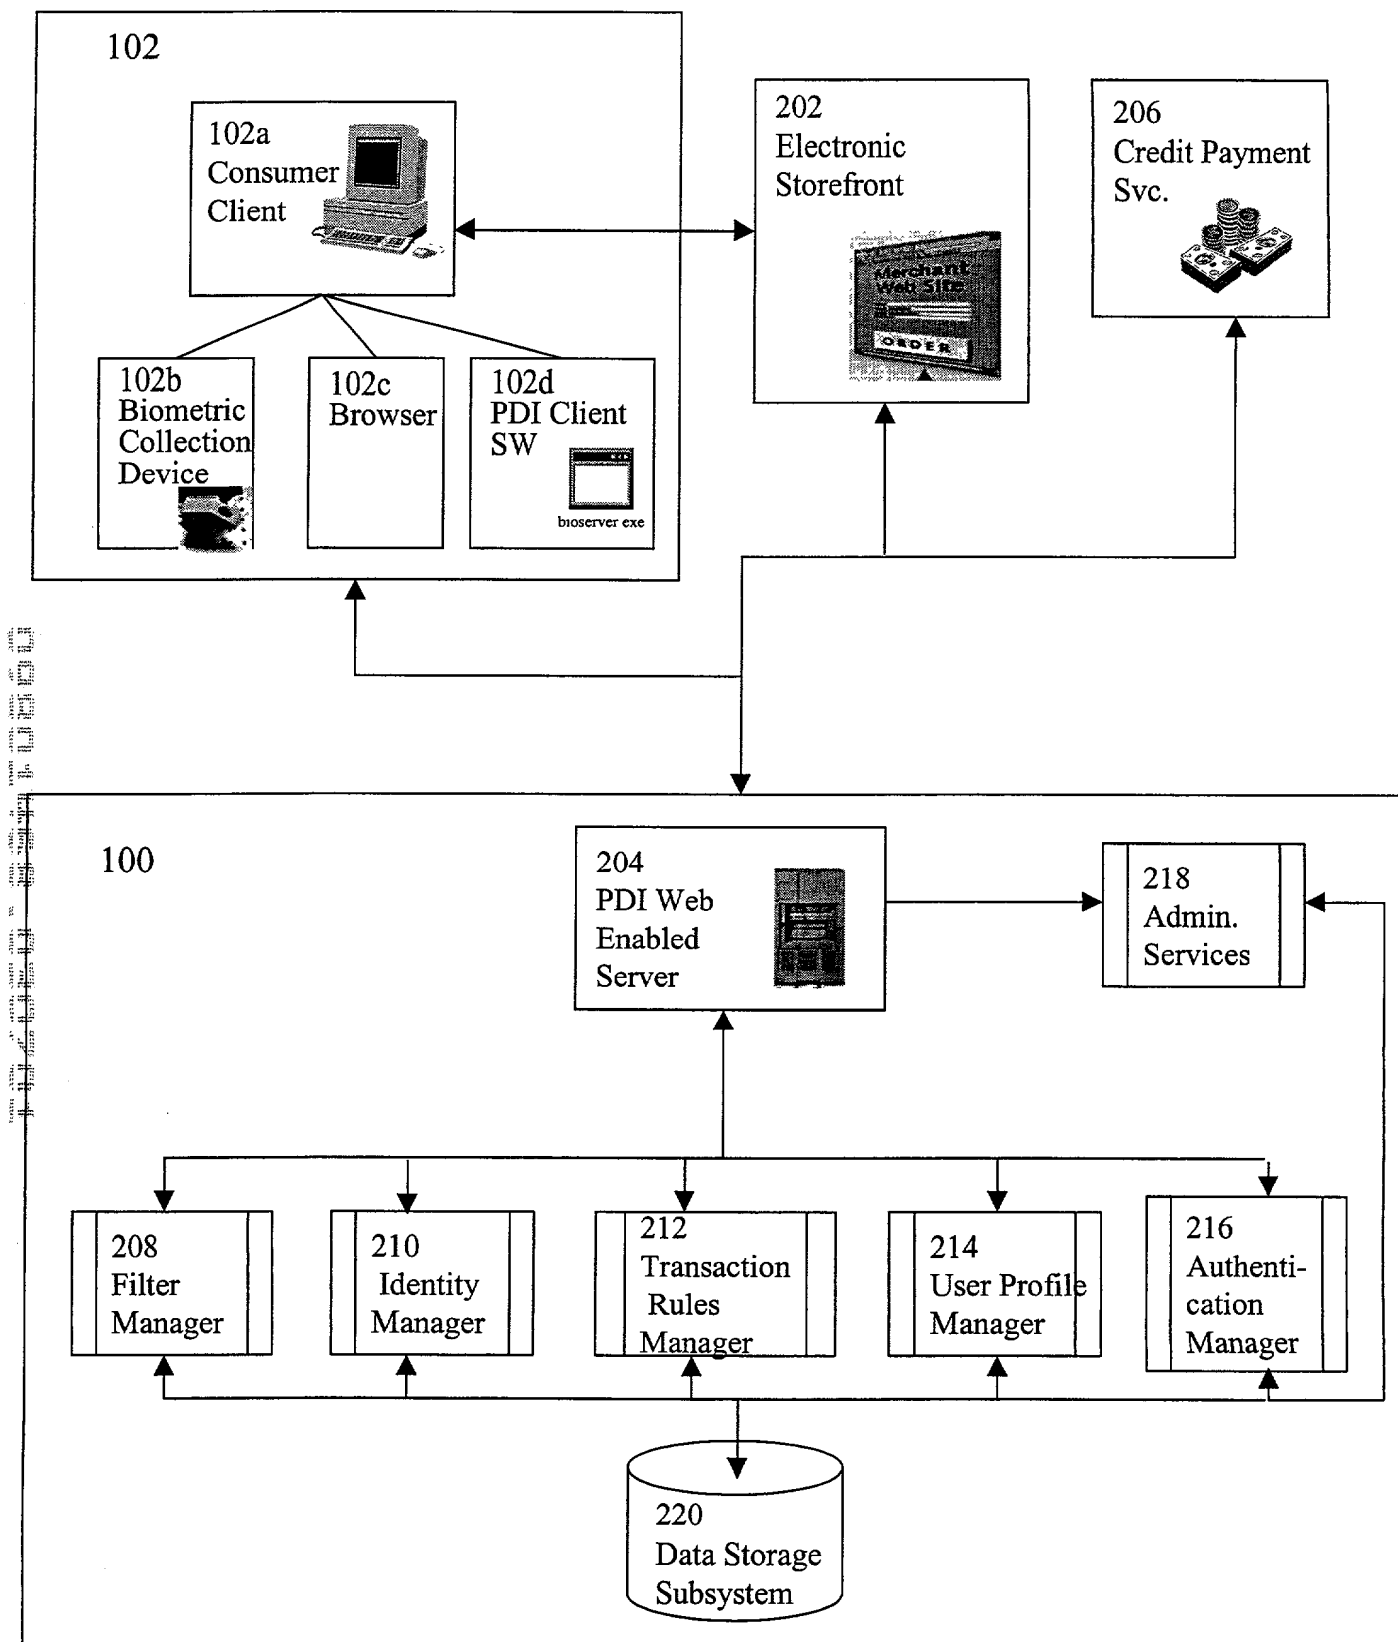 102
102a
Consumer
Client
202
Electronic
Storefront
Merchant
Web Site
ORDER
206
Credit Payment
Svc.
102b
Biometric
Collection
Device
102c
Browser
102d
PDI Client
SW
bioserver exe
100
204
PDI Web
Enabled
Server
218
Admin.
Services
208
Filter
Manager
210
Identity
Manager
212
Transaction
Rules
Manager
214
User Profile
Manager
216
Authenti-
cation
Manager
220
Data Storage
Subsystem